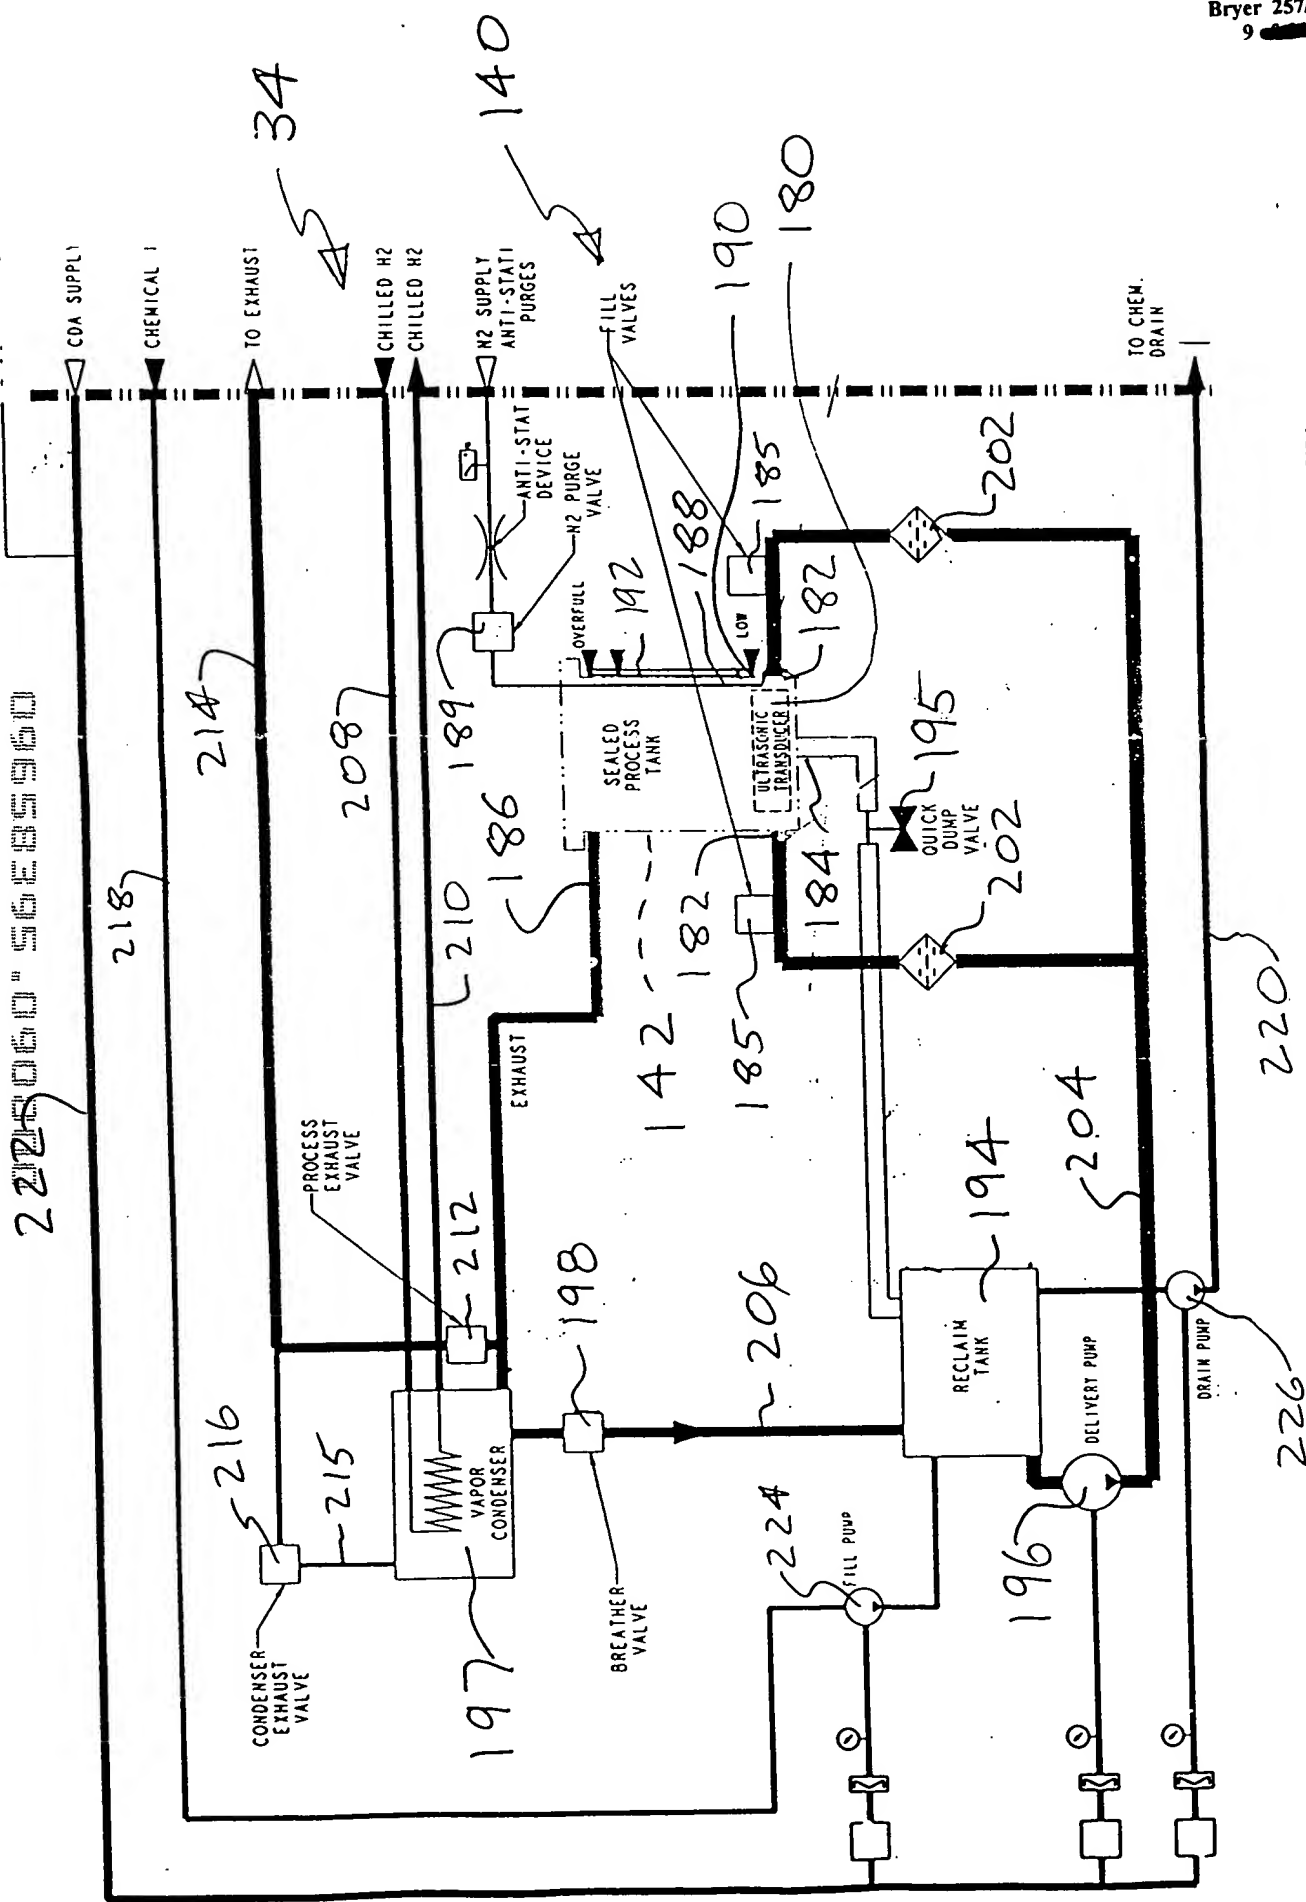 Bryer 257
9
CDA SUPPLY
CHEMICAL
TO EXHAUST
34
CHILLED H2
CHILLED H2
N2 SUPPLY
ANTI-STATI
PURGES
140
FILL
VALVES
190
180
TO CHEM.
DRAIN
ANTI-STAT
DEVICE
N2 PURGE
VALVE
OVERFULL
192
188
LOW
185
182
202
214
208
189
186
210
218
222
SEALED
PROCESS
TANK
ULTRASONIC
TRANSDUCER
195
QUICK
DUMP
VALVE
184
182
202
185
142
EXHAUST
PROCESS
EXHAUST
VALVE
212
198
206
194
204
220
RECLAIM
TANK
DELIVERY PUMP
DRAIN PUMP
226
216
215
VAPOR
CONDENSER
CONDENSER
EXHAUST
VALVE
197
BREATHER
VALVE
224
FILL PUMP
196